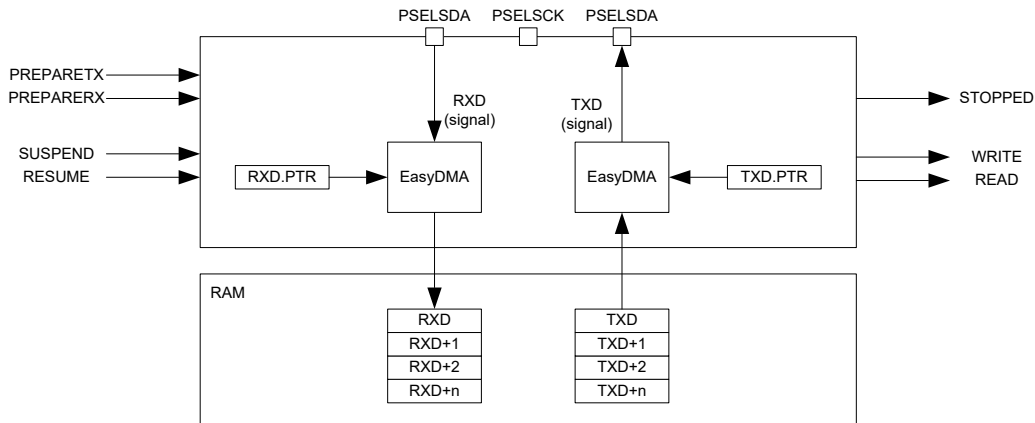 PSELSDA PSELSCK PSELSDA
PREPARETX
PREPARERX
STOPPED
RXD
(signal)
TXD
(signal)
SUSPEND
RESUME
WRITE
READ
RXD.PTR
EasyDMA
EasyDMA
TXD.PTR
RAM
RXD
RXD+1
RXD+2
RXD+n
TXD
TXD+1
TXD+2
TXD+n